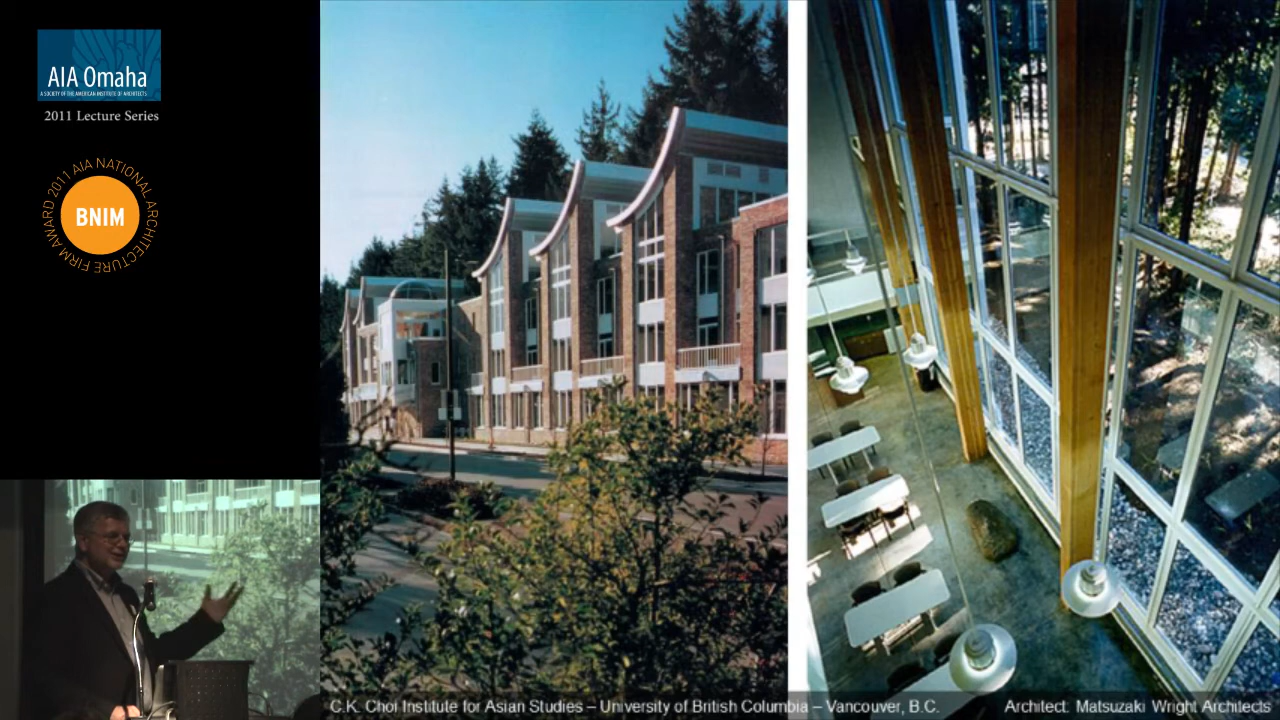 AIA Omaha
A SOCIETY OF THE AMERICAN INSTITUTE OF ARCHITECTS
2011 Lecture Series
2011 AIA NATIONAL ARCHITECTURE FIRM AWARD
BNIM
C.K. Choi Institute for Asian Studies – University of British Columbia – Vancouver, B.C.
Architect: Matsuzaki Wright Architects